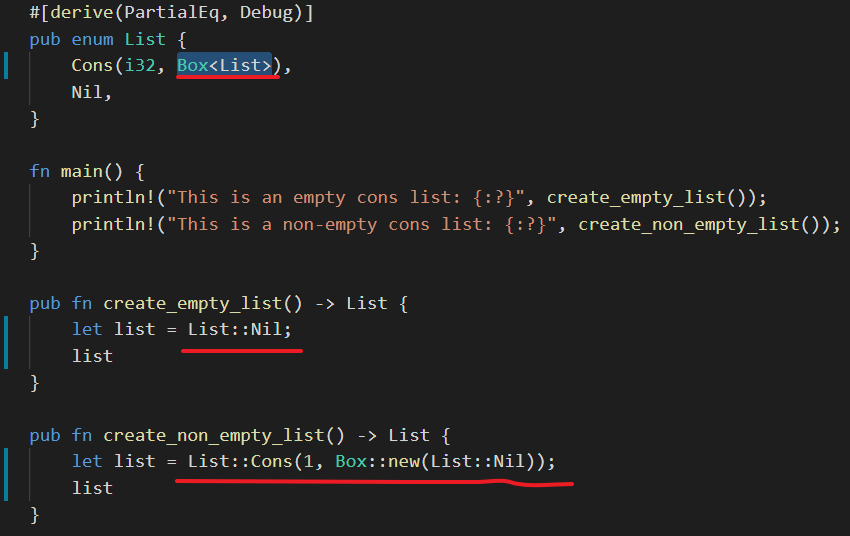 #[derive(PartialEq, Debug)]
pub enum List {
    Cons(i32, Box<List>),
    Nil,
}
fn main() {
    println!("This is an empty cons list: {:?}", create_empty_list());
    println!("This is a non-empty cons list: {:?}", create_non_empty_list());
}
pub fn create_empty_list() -> List {
    let list = List::Nil;
    list
}
pub fn create_non_empty_list() -> List {
    let list = List::Cons(1, Box::new(List::Nil));
    list
}